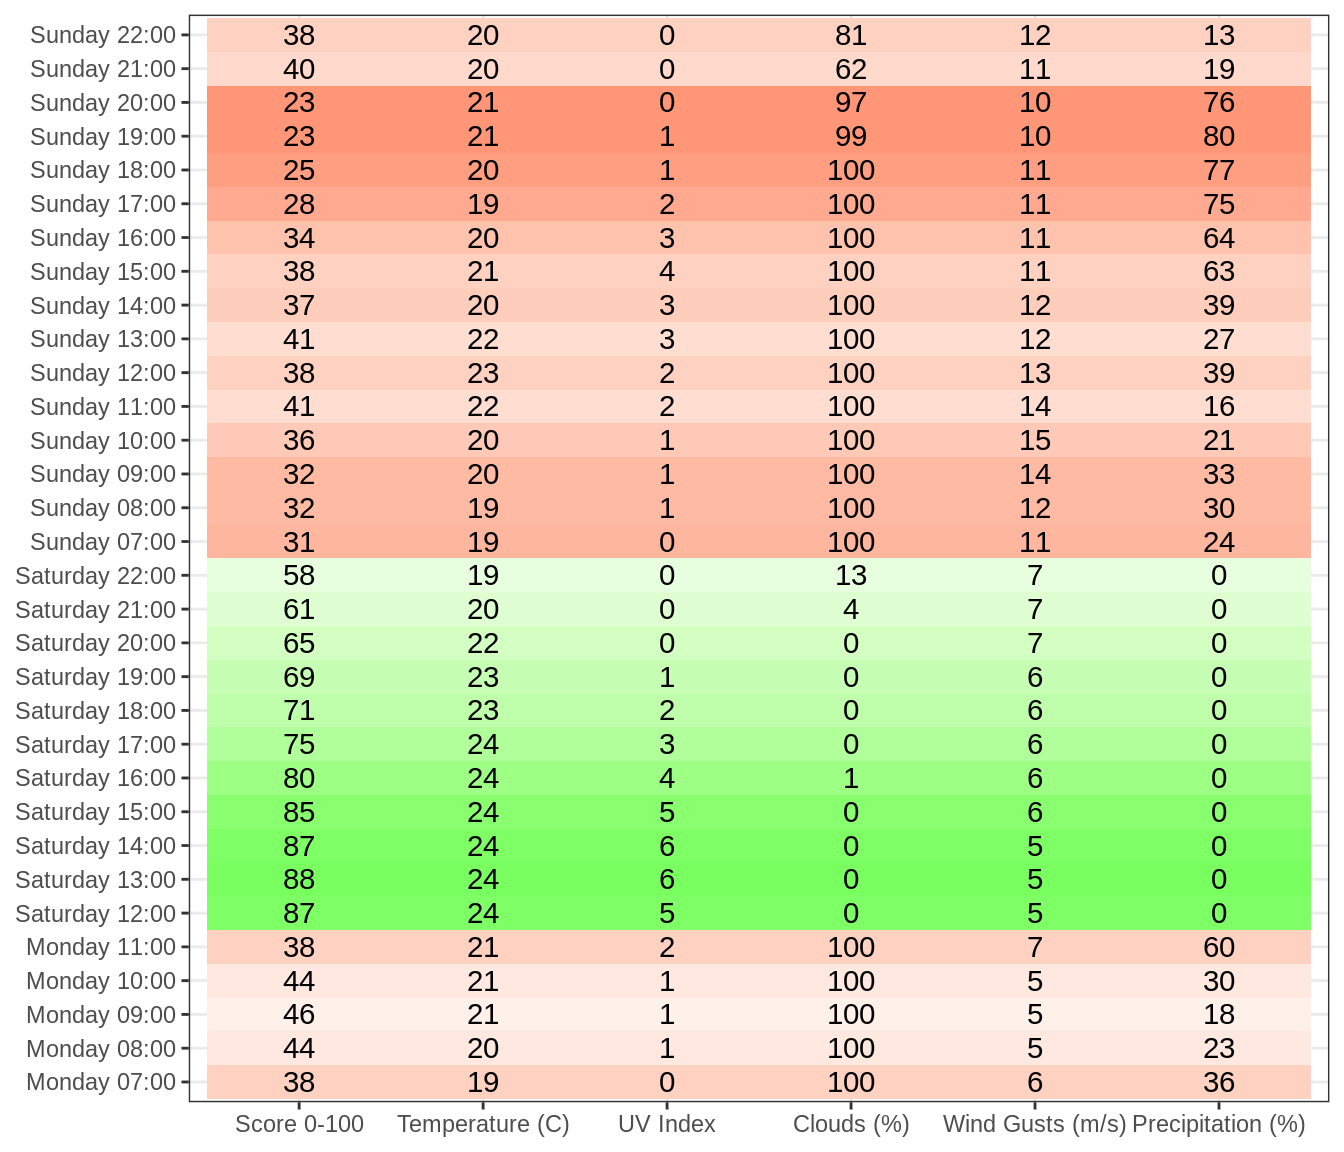 Sunday 22:00 38 20 0 81 12 13
Sunday 21:00 40 20 0 62 11 19
Sunday 20:00 23 21 0 97 10 76
Sunday 19:00 23 21 1 99 10 80
Sunday 18:00 25 20 1 100 11 77
Sunday 17:00 28 19 2 100 11 75
Sunday 16:00 34 20 3 100 11 64
Sunday 15:00 38 21 4 100 11 63
Sunday 14:00 37 20 3 100 12 39
Sunday 13:00 41 22 3 100 12 27
Sunday 12:00 38 23 2 100 13 39
Sunday 11:00 41 22 2 100 14 16
Sunday 10:00 36 20 1 100 15 21
Sunday 09:00 32 20 1 100 14 33
Sunday 08:00 32 19 1 100 12 30
Sunday 07:00 31 19 0 100 11 24
Saturday 22:00 58 19 0 13 7 0
Saturday 21:00 61 20 0 4 7 0
Saturday 20:00 65 22 0 0 7 0
Saturday 19:00 69 23 1 0 6 0
Saturday 18:00 71 23 2 0 6 0
Saturday 17:00 75 24 3 0 6 0
Saturday 16:00 80 24 4 1 6 0
Saturday 15:00 85 24 5 0 6 0
Saturday 14:00 87 24 6 0 5 0
Saturday 13:00 88 24 6 0 5 0
Saturday 12:00 87 24 5 0 5 0
Monday 11:00 38 21 2 100 7 60
Monday 10:00 44 21 1 100 5 30
Monday 09:00 46 21 1 100 5 18
Monday 08:00 44 20 1 100 5 23
Monday 07:00 38 19 0 100 6 36
Score 0-100 Temperature (C) UV Index Clouds (%) Wind Gusts (m/s) Precipitation (%)